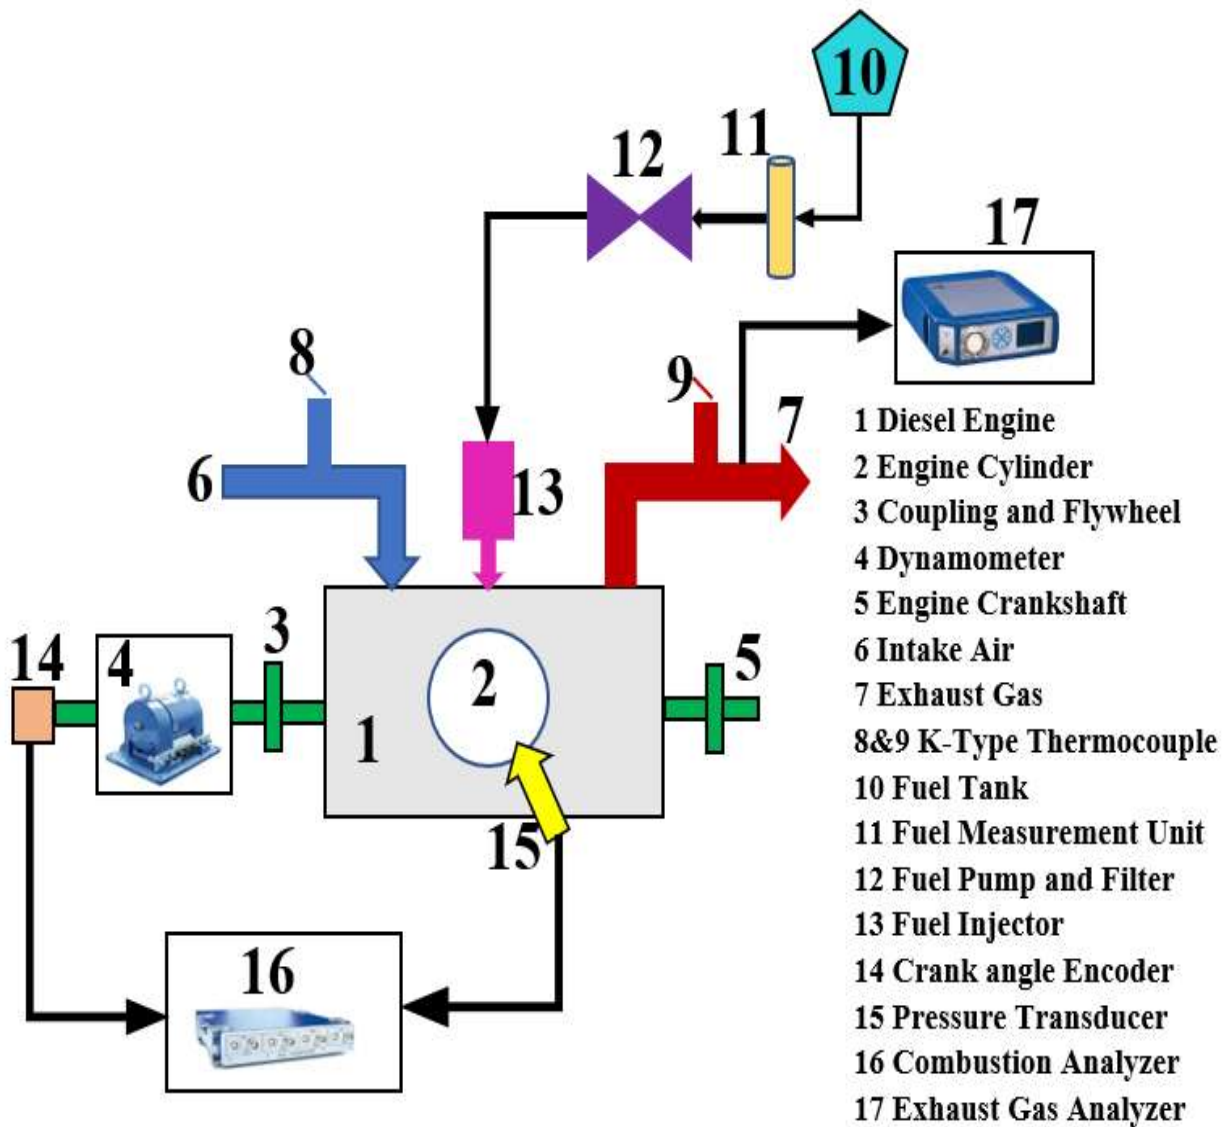 10
11
12
17
8
9
7
6
13
3
14
4
5
2
1
15
16
1 Diesel Engine
2 Engine Cylinder
3 Coupling and Flywheel
4 Dynamometer
5 Engine Crankshaft
6 Intake Air
7 Exhaust Gas
8&9 K-Type Thermocouple
10 Fuel Tank
11 Fuel Measurement Unit
12 Fuel Pump and Filter
13 Fuel Injector
14 Crank angle Encoder
15 Pressure Transducer
16 Combustion Analyzer
17 Exhaust Gas Analyzer